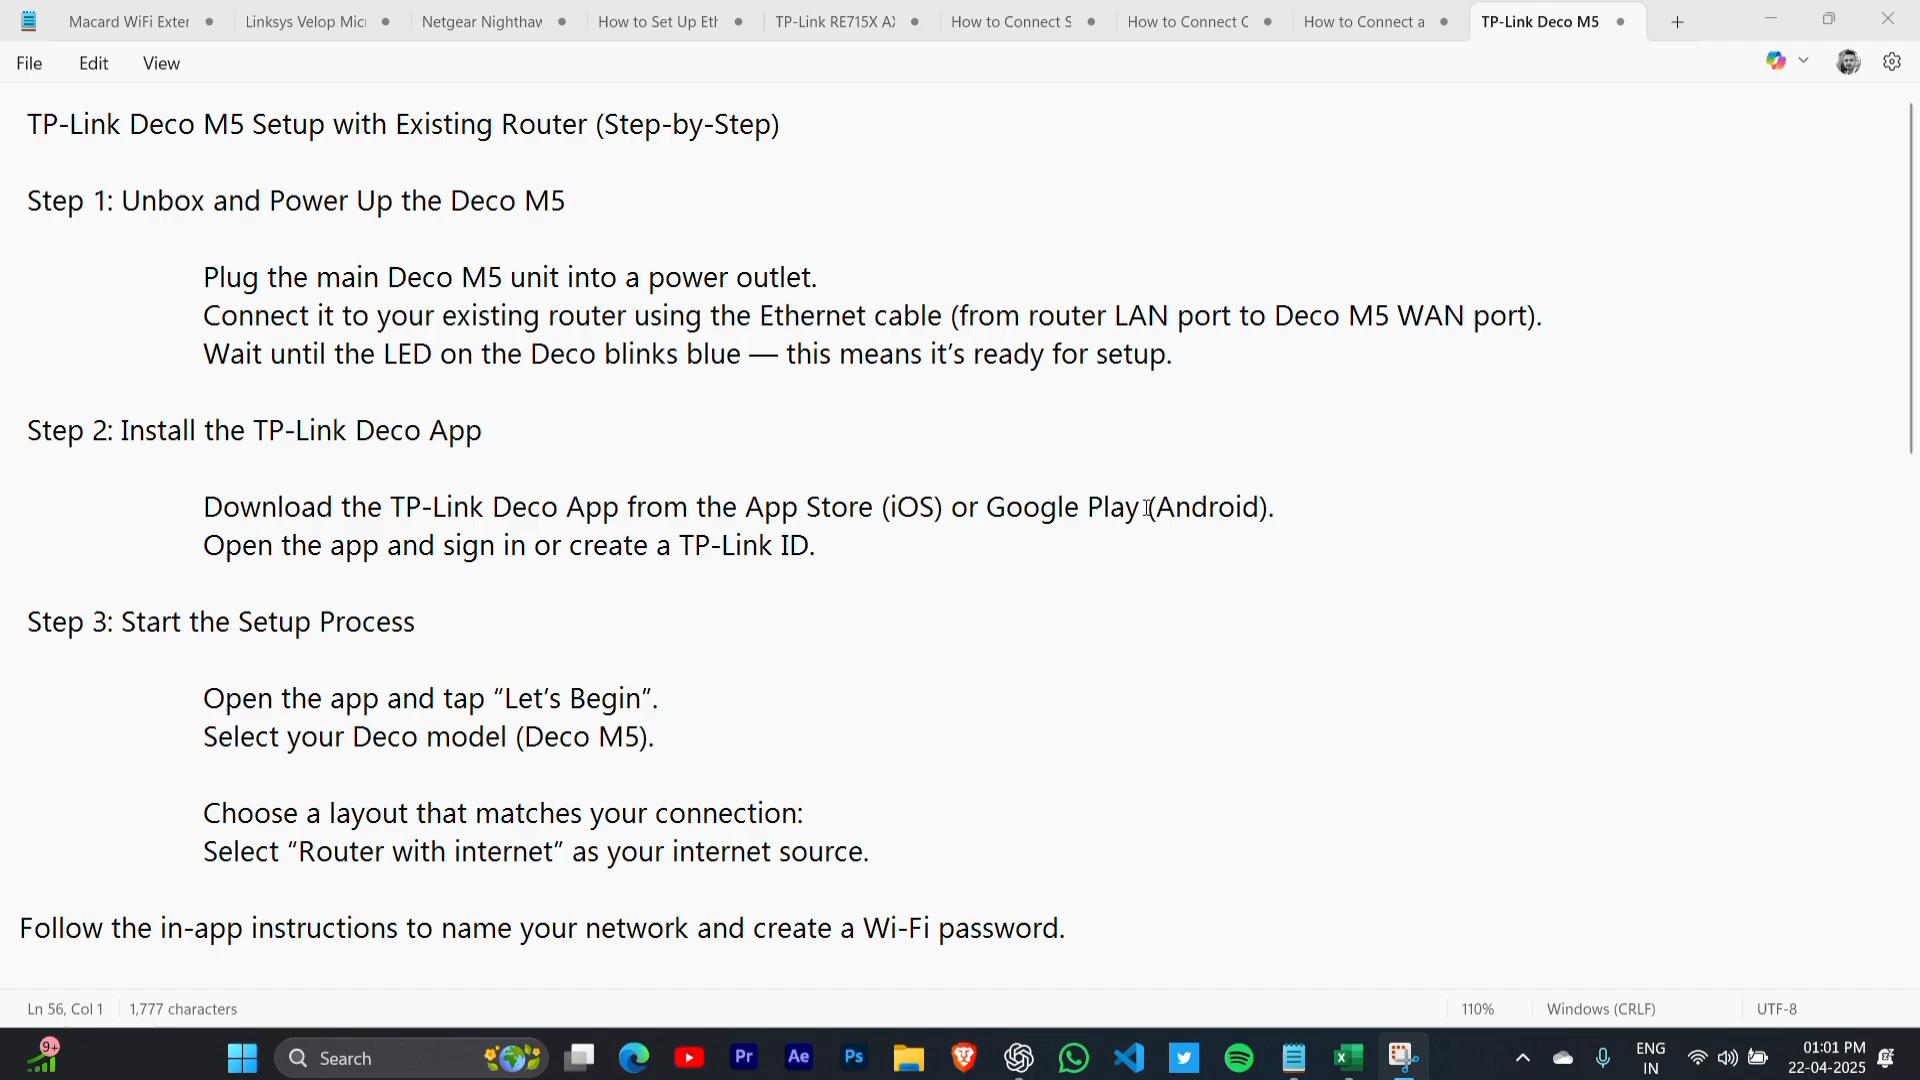 Macard WiFi Exter
Linksys Velop Micr
Netgear Nighthaw
How to Set Up Eth
TP-Link RE715X AX
How to Connect S
How to Connect C
How to Connect a
TP-Link Deco M5
File
Edit
View
TP-Link Deco M5 Setup with Existing Router (Step-by-Step)
Step 1: Unbox and Power Up the Deco M5
Plug the main Deco M5 unit into a power outlet.
Connect it to your existing router using the Ethernet cable (from router LAN port to Deco M5 WAN port).
Wait until the LED on the Deco blinks blue — this means it’s ready for setup.
Step 2: Install the TP-Link Deco App
Download the TP-Link Deco App from the App Store (iOS) or Google Play (Android).
Open the app and sign in or create a TP-Link ID.
Step 3: Start the Setup Process
Open the app and tap “Let’s Begin”.
Select your Deco model (Deco M5).
Choose a layout that matches your connection:
Select “Router with internet” as your internet source.
Follow the in-app instructions to name your network and create a Wi-Fi password.
Ln 56, Col 1
1,777 characters
110%
Windows (CRLF)
UTF-8
9+
Search
Pr
Ae
Ps
ENG
IN
01:01 PM
22-04-2025